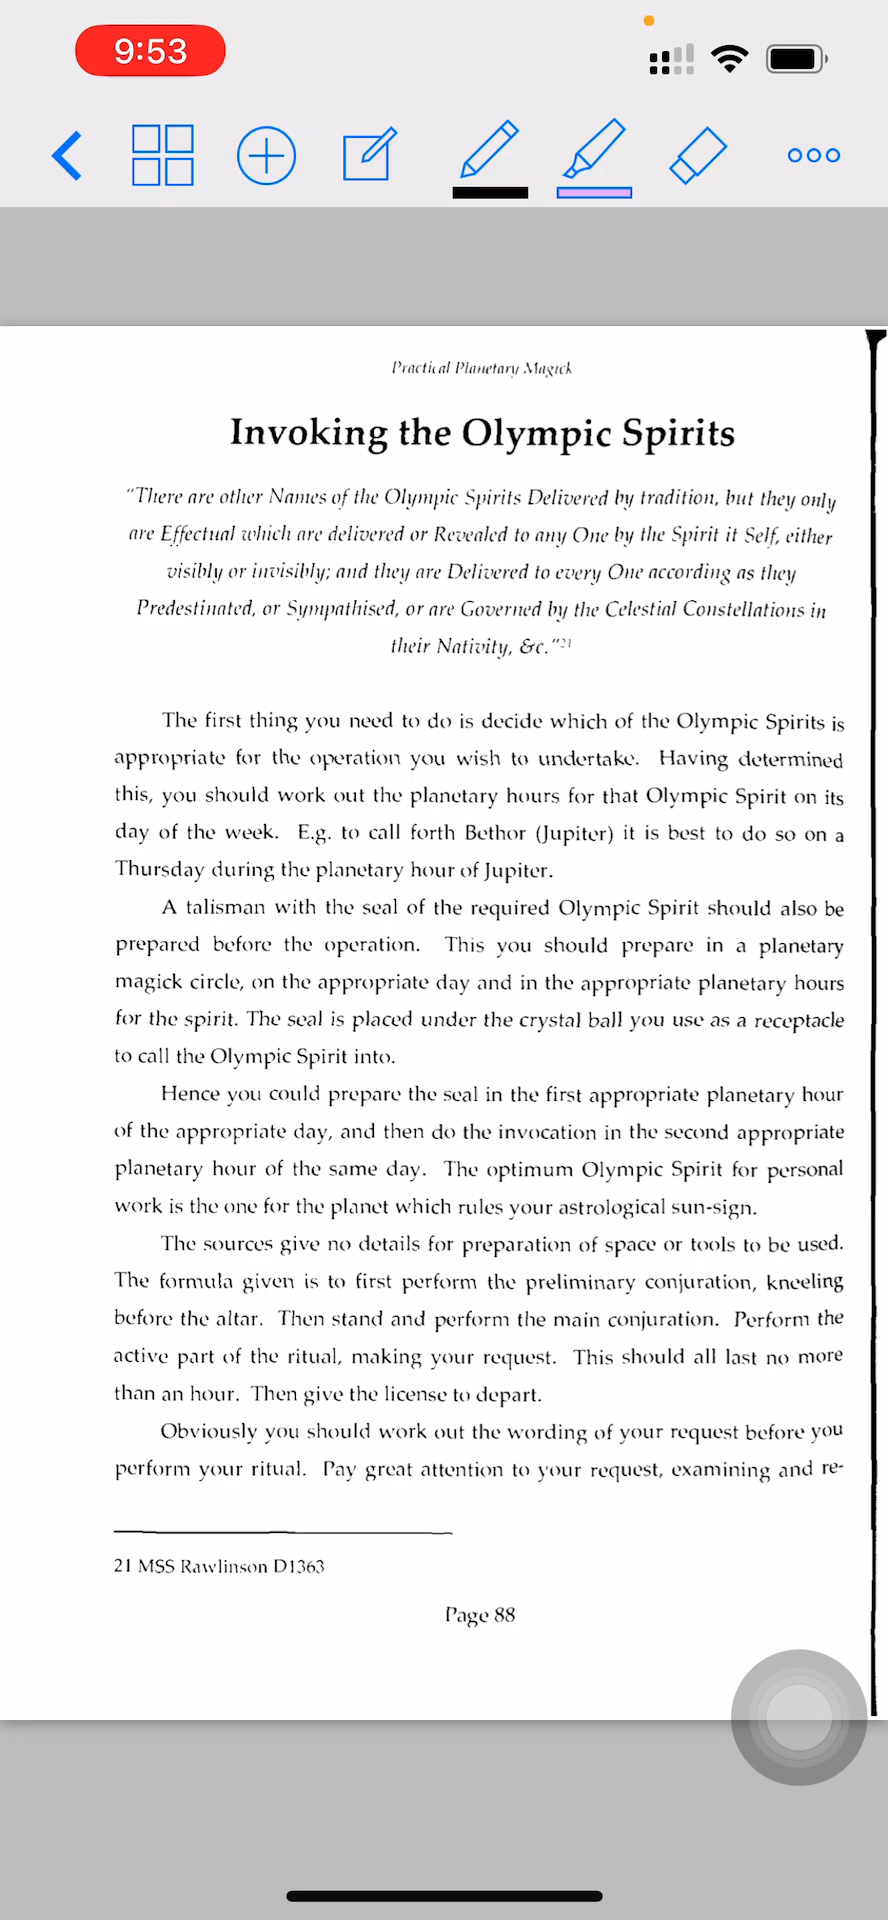 9:53
Practical Planetary Magick
Invoking the Olympic Spirits
"There are other Names of the Olympic Spirits Delivered by tradition, but they only
are Effectual which are delivered or Revealed to any One by the Spirit it Self, either
visibly or invisibly; and they are Delivered to every One according as they
Predestinated, or Sympathised, or are Governed by the Celestial Constellations in
their Nativity, &c."21
The first thing you need to do is decide which of the Olympic Spirits is
appropriate for the operation you wish to undertake. Having determined
this, you should work out the planetary hours for that Olympic Spirit on its
day of the week. E.g. to call forth Bethor (Jupiter) it is best to do so on a
Thursday during the planetary hour of Jupiter.
A talisman with the seal of the required Olympic Spirit should also be
prepared before the operation. This you should prepare in a planetary
magick circle, on the appropriate day and in the appropriate planetary hours
for the spirit. The seal is placed under the crystal ball you use as a receptacle
to call the Olympic Spirit into.
Hence you could prepare the seal in the first appropriate planetary hour
of the appropriate day, and then do the invocation in the second appropriate
planetary hour of the same day. The optimum Olympic Spirit for personal
work is the one for the planet which rules your astrological sun-sign.
The sources give no details for preparation of space or tools to be used.
The formula given is to first perform the preliminary conjuration, kneeling
before the altar. Then stand and perform the main conjuration. Perform the
active part of the ritual, making your request. This should all last no more
than an hour. Then give the license to depart.
Obviously you should work out the wording of your request before you
perform your ritual. Pay great attention to your request, examining and re-
21 MSS Rawlinson D1363
Page 88